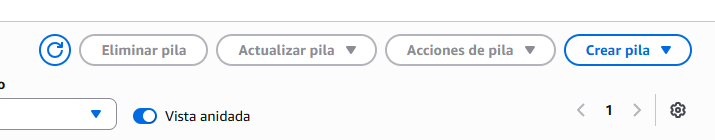 Eliminar pila Actualizar pila Acciones de pila Crear pila
o
Vista anidada 1